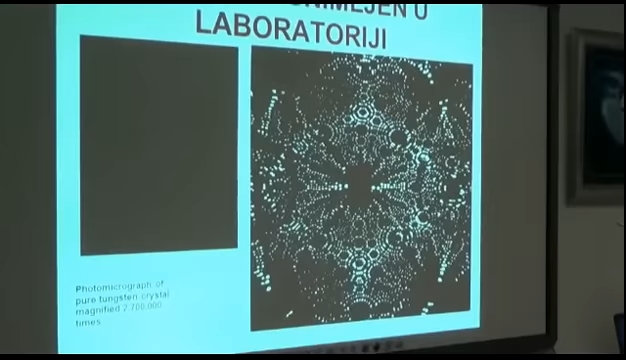 U
LABORATORIJI
Photomicrograph of
pure tungsten crystal
magnified 2.700.000
times